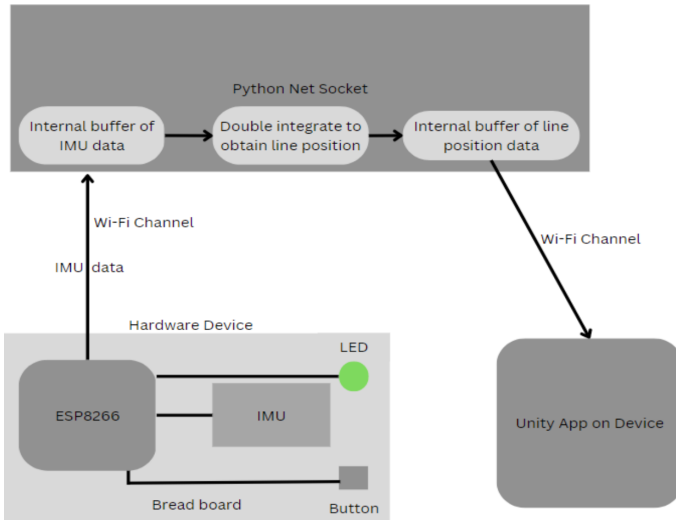 Python Net Socket
Internal buffer of
IMU data
Double integrate to
obtain line position
Internal buffer of line
position data
Wi-Fi Channel
IMU data
Wi-Fi Channel
Hardware Device
LED
ESP8266
IMU
Unity App on Device
Bread board
Button